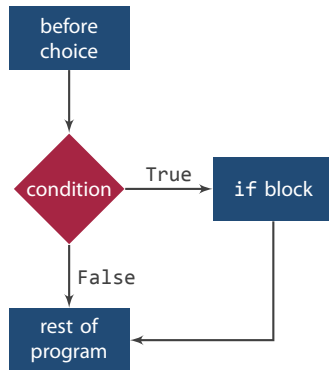 before
choice
condition
True
if block
False
rest of
program